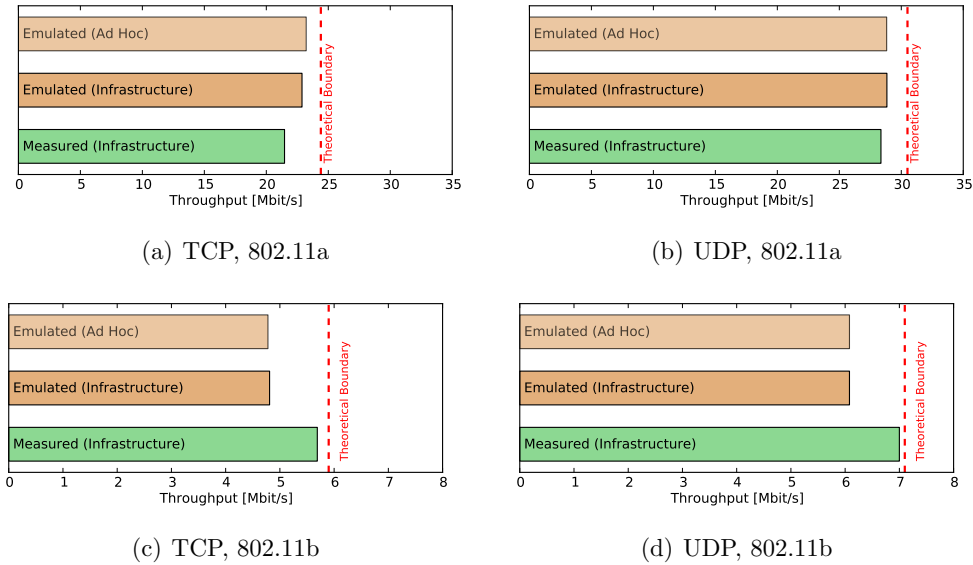 Emulated (Ad Hoc)
Emulated (Infrastructure)
Measured (Infrastructure)
Theoretical Boundary
0 5 10 15 20 25 30 35
Throughput [Mbit/s]
(a) TCP, 802.11a
Emulated (Ad Hoc)
Emulated (Infrastructure)
Measured (Infrastructure)
Theoretical Boundary
0 5 10 15 20 25 30 35
Throughput [Mbit/s]
(b) UDP, 802.11a
Emulated (Ad Hoc)
Emulated (Infrastructure)
Measured (Infrastructure)
Theoretical Boundary
0 1 2 3 4 5 6 7 8
Throughput [Mbit/s]
(c) TCP, 802.11b
Emulated (Ad Hoc)
Emulated (Infrastructure)
Measured (Infrastructure)
Theoretical Boundary
0 1 2 3 4 5 6 7 8
Throughput [Mbit/s]
(d) UDP, 802.11b